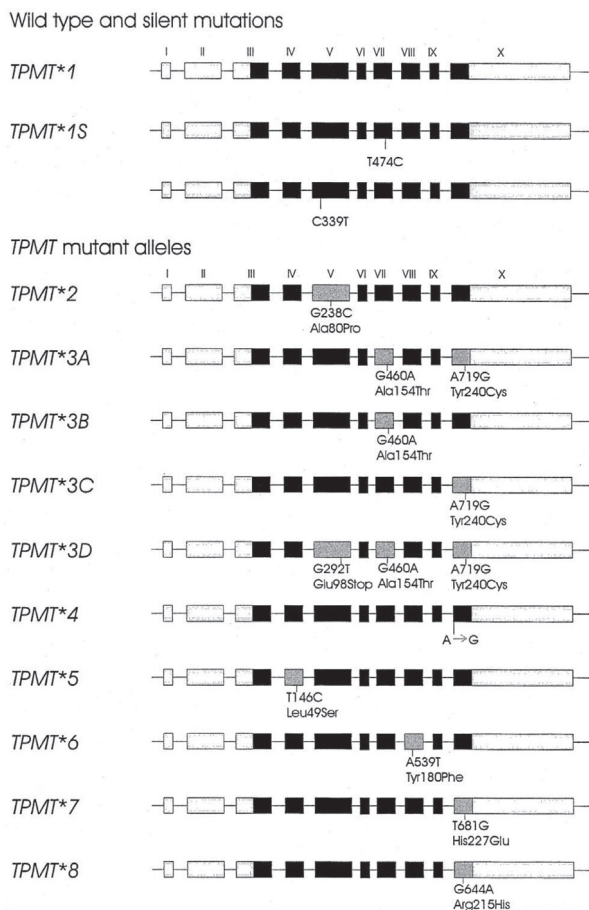 Wild type and silent mutations
I II III IV V VI VII VIII IX X
TPMT*1
TPMT*1S
T474C
C339T
TPMT mutant alleles
I II III IV V VI VII VIII IX X
TPMT*2
G238C
Ala80Pro
TPMT*3A
G460A A719G
Ala154Thr Tyr240Cys
TPMT*3B
G460A
Ala154Thr
TPMT*3C
A719G
Tyr240Cys
TPMT*3D
G292T G460A A719G
Glu98Stop Ala154Thr Tyr240Cys
TPMT*4
A → G
TPMT*5
T146C
Leu49Ser
TPMT*6
A539T
Tyr180Phe
TPMT*7
T681G
His227Glu
TPMT*8
G644A
Arg215His